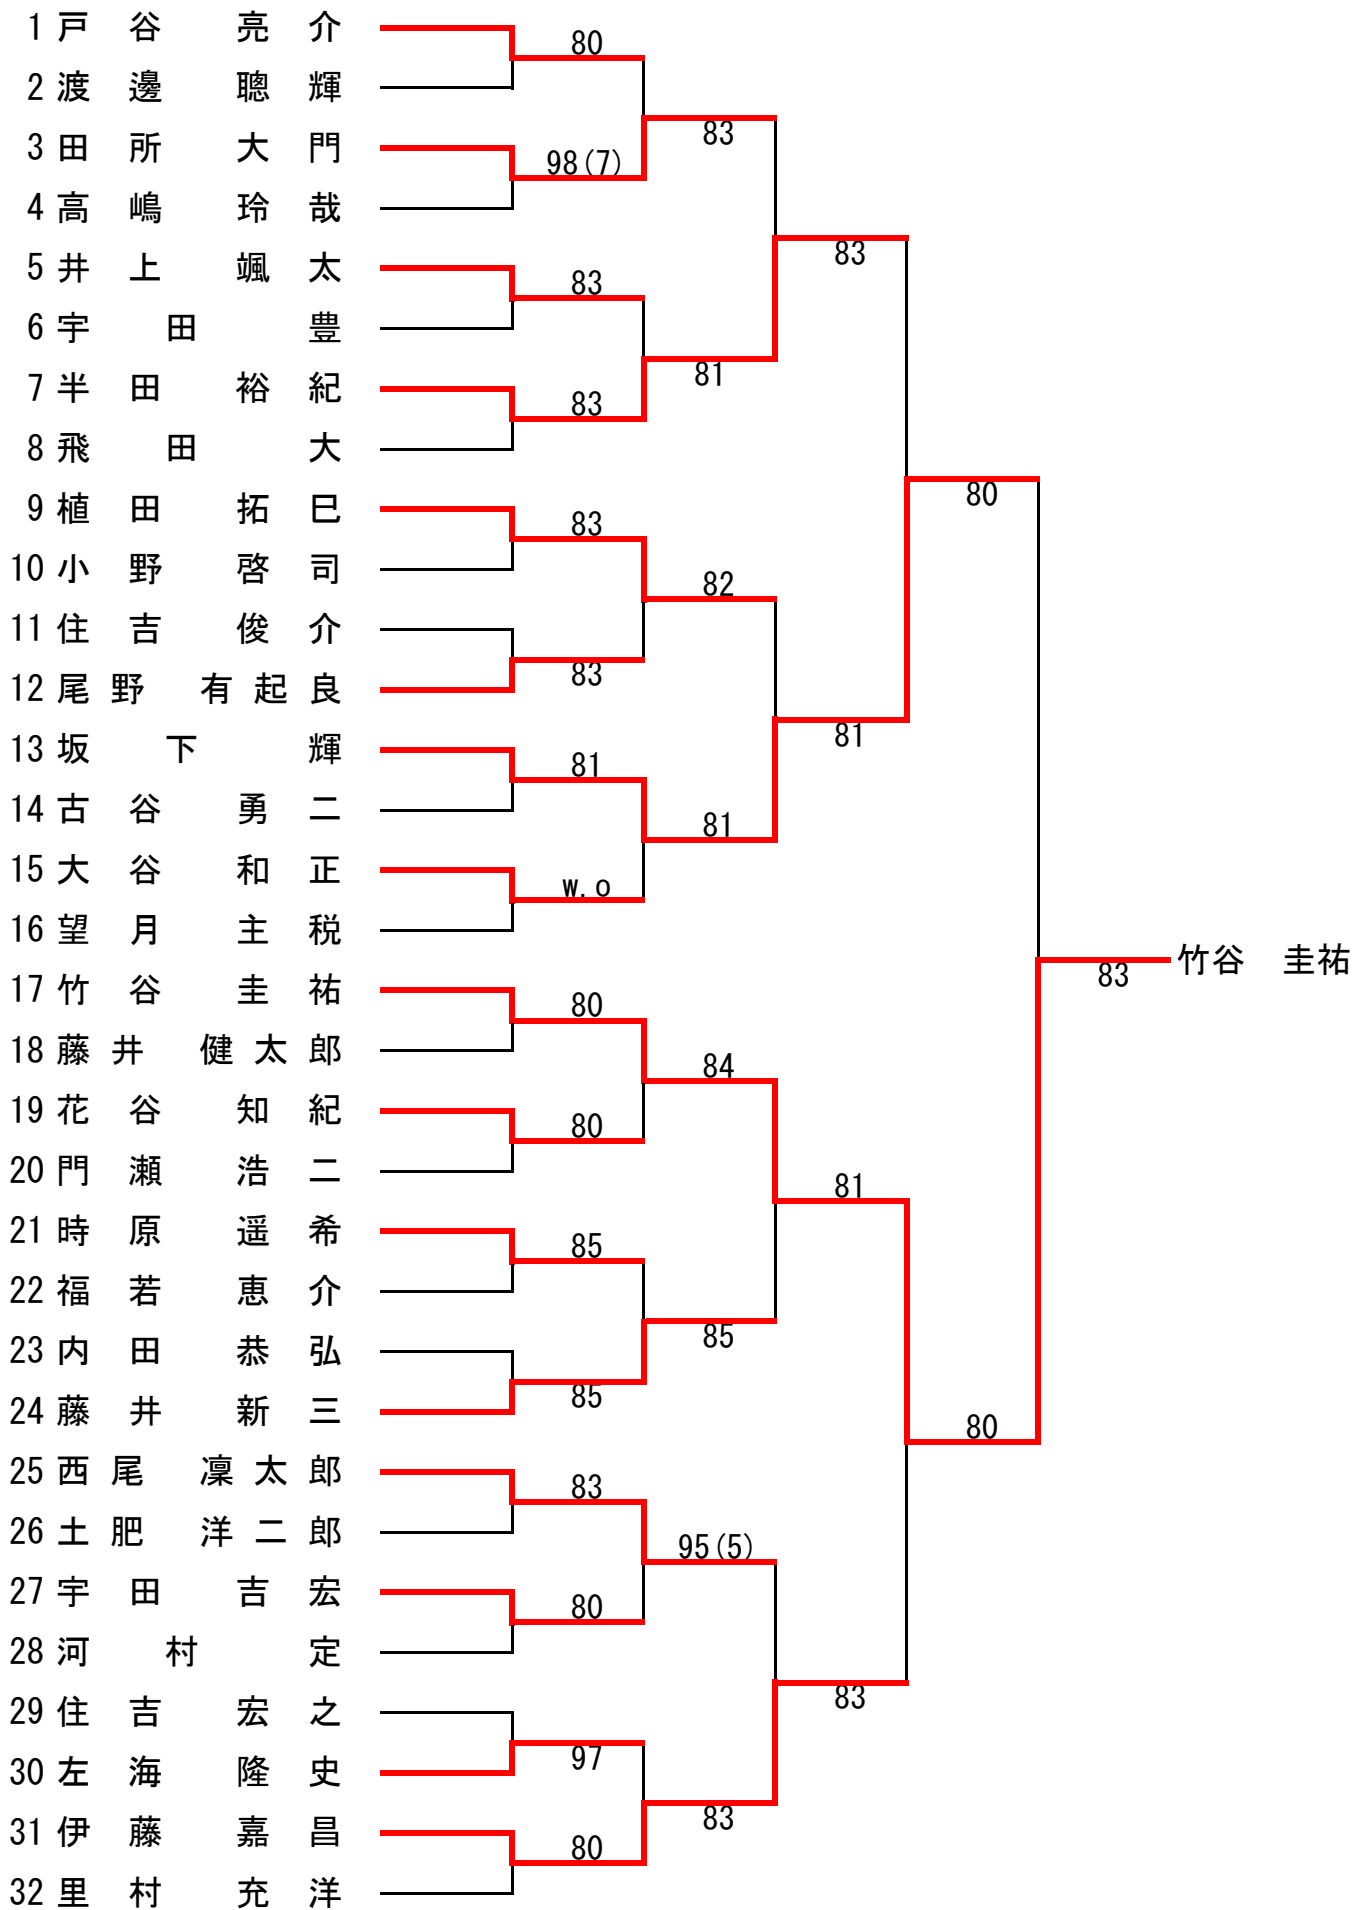 1 戸谷 亮介
80
2 渡邊 聰輝
83
3 田所 大門
98(7)
4 高嶋 玲哉
83
5 井上 颯太
83
6 宇田 豊
81
7 半田 裕紀
83
8 飛田 大
80
9 植田 拓巳
83
10 小野 啓司
82
11 住吉 俊介
83
12 尾野 有起良
81
13 坂下 輝
81
14 古谷 勇二
81
15 大谷 和正
w.o
16 望月 主税
竹谷 圭祐
83
17 竹谷 圭祐
80
18 藤井 健太郎
84
19 花谷 知紀
80
20 門瀬 浩二
81
21 時原 遥希
85
22 福若 恵介
85
23 内田 恭弘
85
24 藤井 新三
80
25 西尾 凜太郎
83
26 土肥 洋二郎
95(5)
27 宇田 吉宏
80
28 河村 定
83
29 住吉 宏之
97
30 左海 隆史
83
31 伊藤 嘉昌
80
32 里村 充洋